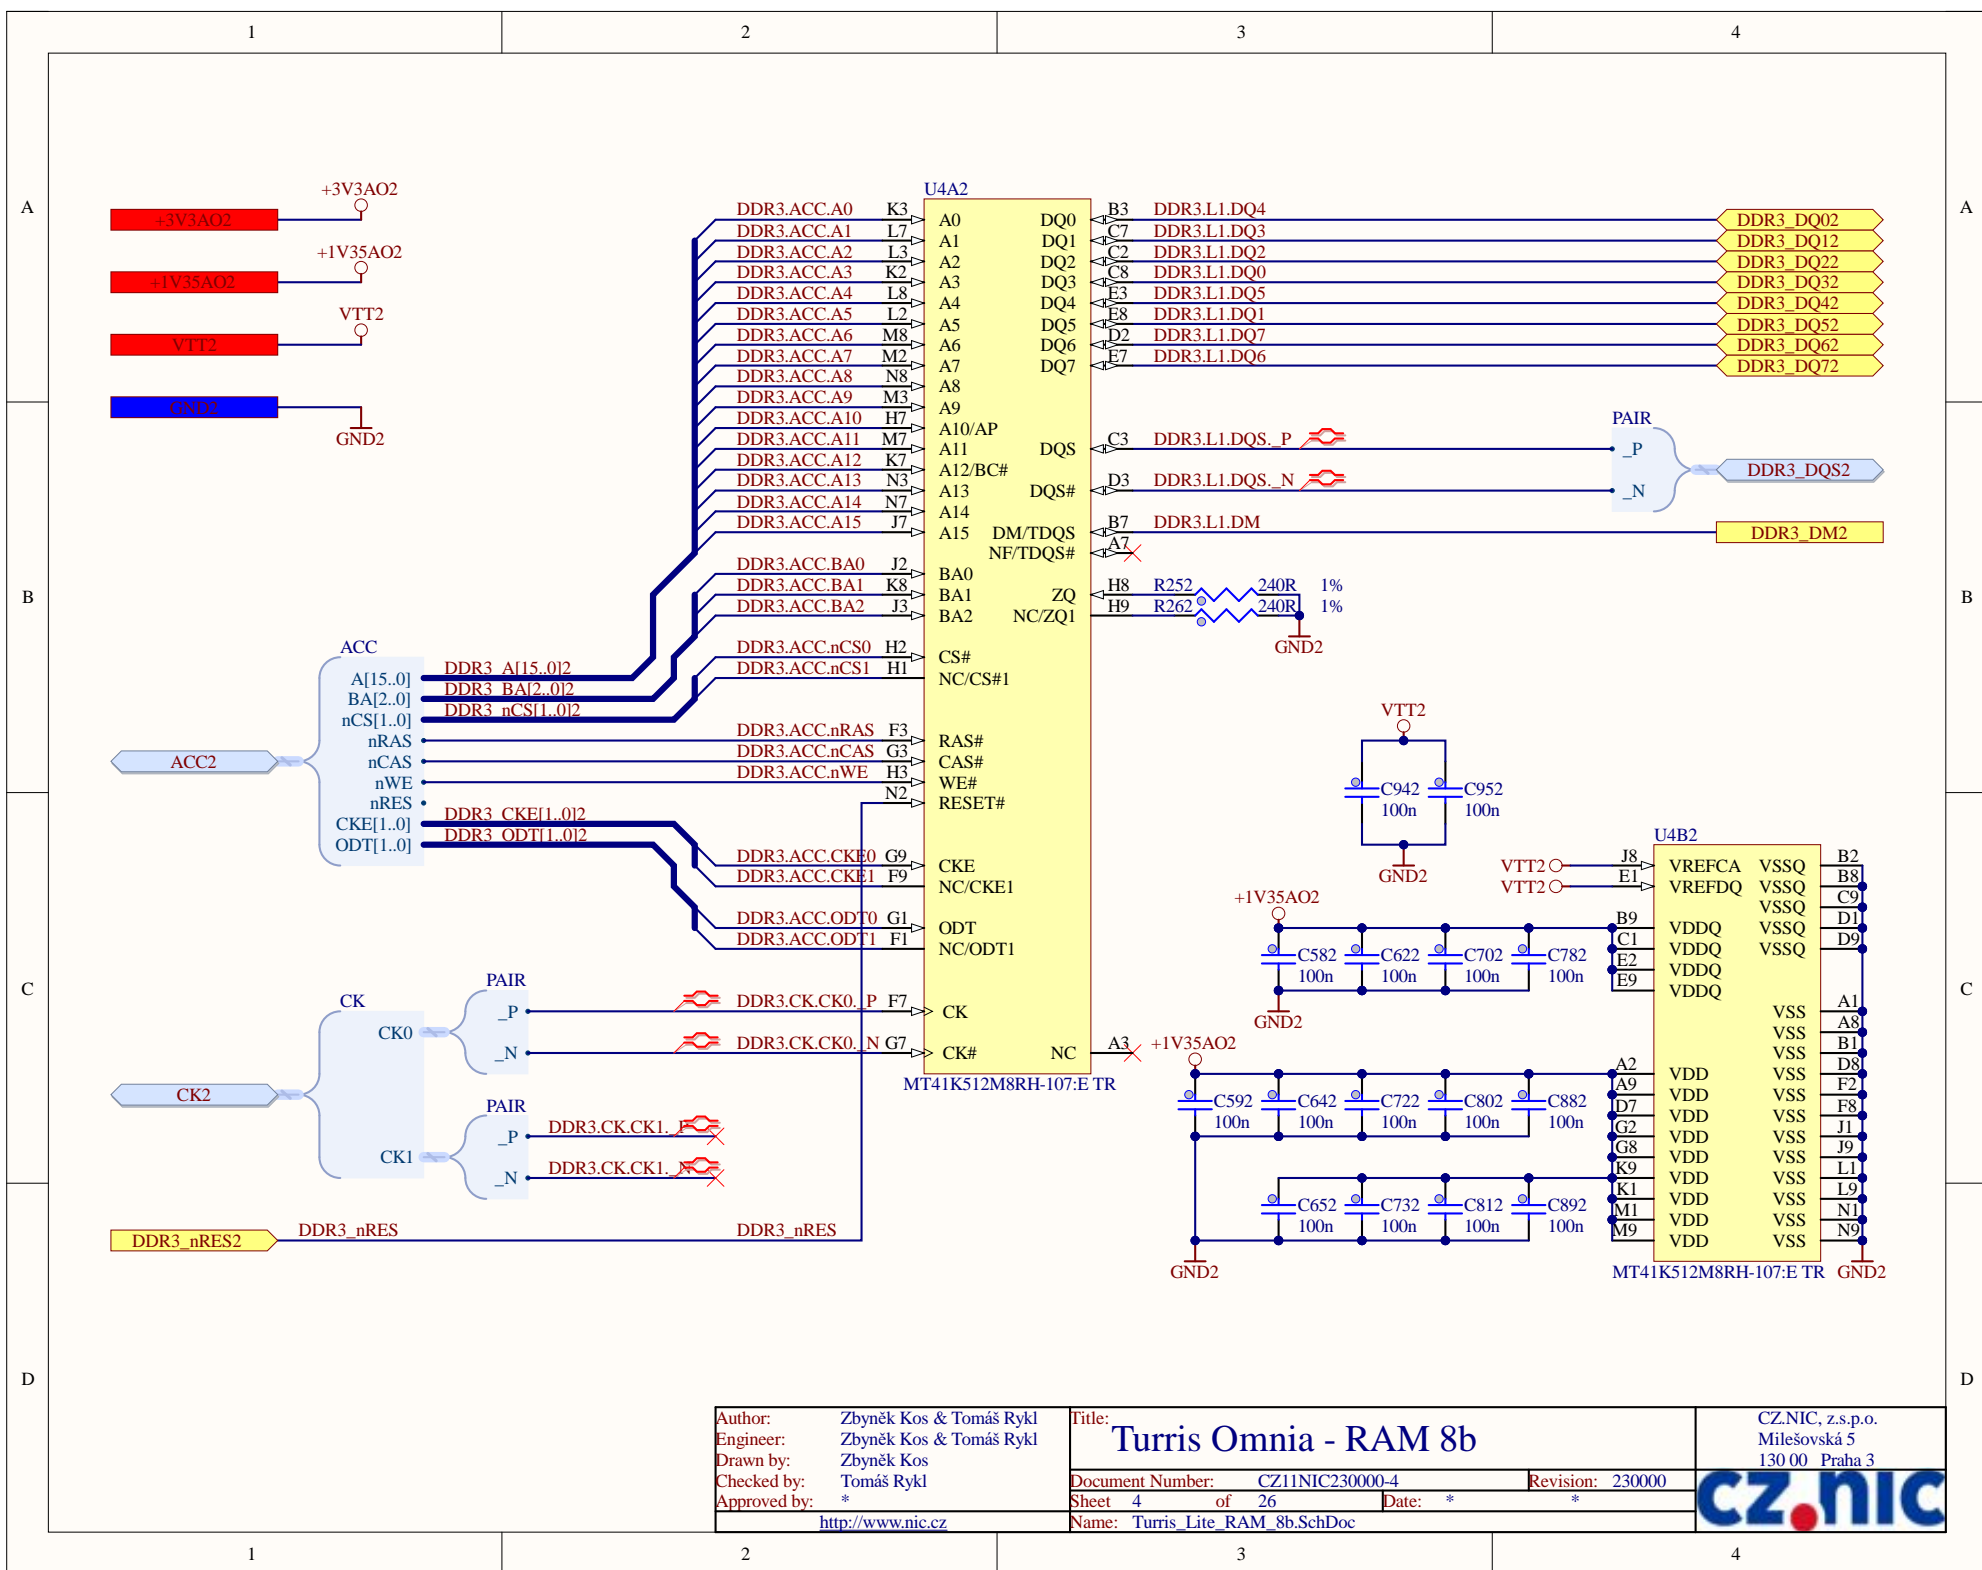 1 2 3 4
A A
B B
C C
D D
+3V3AO2 +3V3AO2
+1V35AO2 +1V35AO2
VTT2 VTT2
GND2 GND2
U4A2
DDR3.ACC.A0 K3 A0
DDR3.ACC.A1 L7 A1
DDR3.ACC.A2 L3 A2
DDR3.ACC.A3 K2 A3
DDR3.ACC.A4 L8 A4
DDR3.ACC.A5 L2 A5
DDR3.ACC.A6 M8 A6
DDR3.ACC.A7 M2 A7
DDR3.ACC.A8 N8 A8
DDR3.ACC.A9 M3 A9
DDR3.ACC.A10 H7 A10/AP
DDR3.ACC.A11 M7 A11
DDR3.ACC.A12 K7 A12/BC#
DDR3.ACC.A13 N3 A13
DDR3.ACC.A14 N7 A14
DDR3.ACC.A15 J7 A15
DDR3.ACC.BA0 J2 BA0
DDR3.ACC.BA1 K8 BA1
DDR3.ACC.BA2 J3 BA2
DDR3.ACC.nCS0 H2 CS#
DDR3.ACC.nCS1 H1 NC/CS#1
DDR3.ACC.nRAS F3 RAS#
DDR3.ACC.nCAS G3 CAS#
DDR3.ACC.nWE H3 WE#
N2 RESET#
DDR3.ACC.CKE0 G9 CKE
DDR3.ACC.CKE1 F9 NC/CKE1
DDR3.ACC.ODT0 G1 ODT
DDR3.ACC.ODT1 F1 NC/ODT1
DDR3.CK.CK0._P F7 CK
DDR3.CK.CK0._N G7 CK#
DQ0 B3 DDR3.L1.DQ4 DDR3_DQ02
DQ1 C7 DDR3.L1.DQ3 DDR3_DQ12
DQ2 C2 DDR3.L1.DQ2 DDR3_DQ22
DQ3 C8 DDR3.L1.DQ0 DDR3_DQ32
DQ4 E3 DDR3.L1.DQ5 DDR3_DQ42
DQ5 E8 DDR3.L1.DQ1 DDR3_DQ52
DQ6 D2 DDR3.L1.DQ7 DDR3_DQ62
DQ7 E7 DDR3.L1.DQ6 DDR3_DQ72
PAIR
DQS C3 DDR3.L1.DQS._P _P
DDR3_DQS2
DQS# D3 DDR3.L1.DQS._N _N
DM/TDQS B7 DDR3.L1.DM DDR3_DM2
NF/TDQS# A7
ZQ H8 R252 240R 1%
NC/ZQ1 H9 R262 240R 1%
GND2
NC A3
MT41K512M8RH-107:E TR
ACC
A[15..0] DDR3_A[15..0]2
BA[2..0] DDR3_BA[2..0]2
nCS[1..0] DDR3_nCS[1..0]2
nRAS
nCAS
nWE
nRES
CKE[1..0] DDR3_CKE[1..0]2
ODT[1..0] DDR3_ODT[1..0]2
ACC2
CK
CK0
CK1
CK2
PAIR
_P
_N
PAIR
_P DDR3.CK.CK1._P
_N DDR3.CK.CK1._N
DDR3_nRES2 DDR3_nRES DDR3_nRES
VTT2
C942 C952
100n 100n
GND2
+1V35AO2
C582 C622 C702 C782
100n 100n 100n 100n
GND2
+1V35AO2
C592 C642 C722 C802 C882
100n 100n 100n 100n 100n
C652 C732 C812 C892
100n 100n 100n 100n
GND2
U4B2
VTT2 J8 VREFCA VSSQ B2
VTT2 E1 VREFDQ VSSQ B8
VSSQ C9
B9 VDDQ VSSQ D1
C1 VDDQ VSSQ D9
E2 VDDQ
E9 VDDQ
VSS A1
VSS A8
VSS B1
A2 VDD VSS D8
A9 VDD VSS F2
D7 VDD VSS F8
G2 VDD VSS J1
G8 VDD VSS J9
K9 VDD VSS L1
K1 VDD VSS L9
M1 VDD VSS N1
M9 VDD VSS N9
MT41K512M8RH-107:E TR GND2
Author: Zbyněk Kos & Tomáš Rykl
Engineer: Zbyněk Kos & Tomáš Rykl
Drawn by: Zbyněk Kos
Checked by: Tomáš Rykl
Approved by: *
http://www.nic.cz
Title: Turris Omnia - RAM 8b
Document Number: CZ11NIC230000-4 Revision: 230000
Sheet 4 of 26 Date: * *
Name: Turris_Lite_RAM_8b.SchDoc
CZ.NIC, z.s.p.o.
Milešovská 5
130 00 Praha 3
cz.nic
1 2 3 4